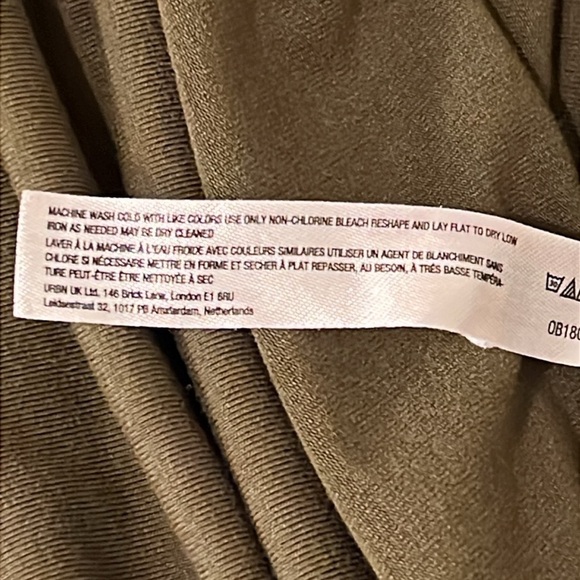 MACHINE WASH COLD WITH LIKE COLORS USE ONLY NON-CHLORINE BLEACH RESHAPE AND LAY FLAT TO DRY LOW
IRON AS NEEDED MAY BE DRY CLEANED
LAVER À LA MACHINE À L'EAU FROIDE AVEC COULEURS SIMILAIRES UTILISER UN AGENT DE BLANCHIMENT SANS
CHLORE SI NÉCESSAIRE METTRE EN FORME ET SECHER À PLAT REPASSER, AU BESOIN, À TRÈS BASSE TEMPÉRA-
TURE PEUT-ÊTRE ÊTRE NETTOYÉE À SEC
URBN UK Ltd, 146 Brick Lane, London E1 6RU
Leidsestraat 32, 1017 PB Amsterdam, Netherlands
30
OB180